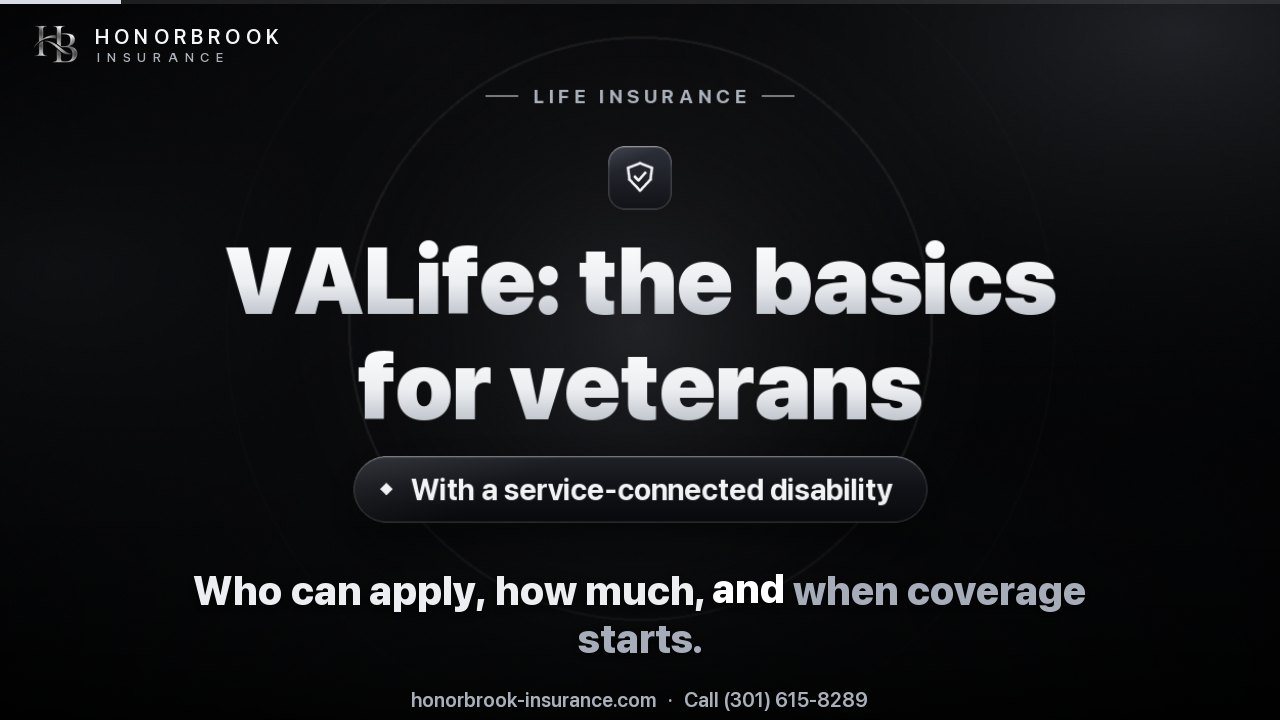 HONORBROOK
INSURANCE
LIFE INSURANCE
VALife: the basics
for veterans
With a service-connected disability
Who can apply, how much, and when coverage
starts.
honorbrook-insurance.com · Call (301) 615-8289